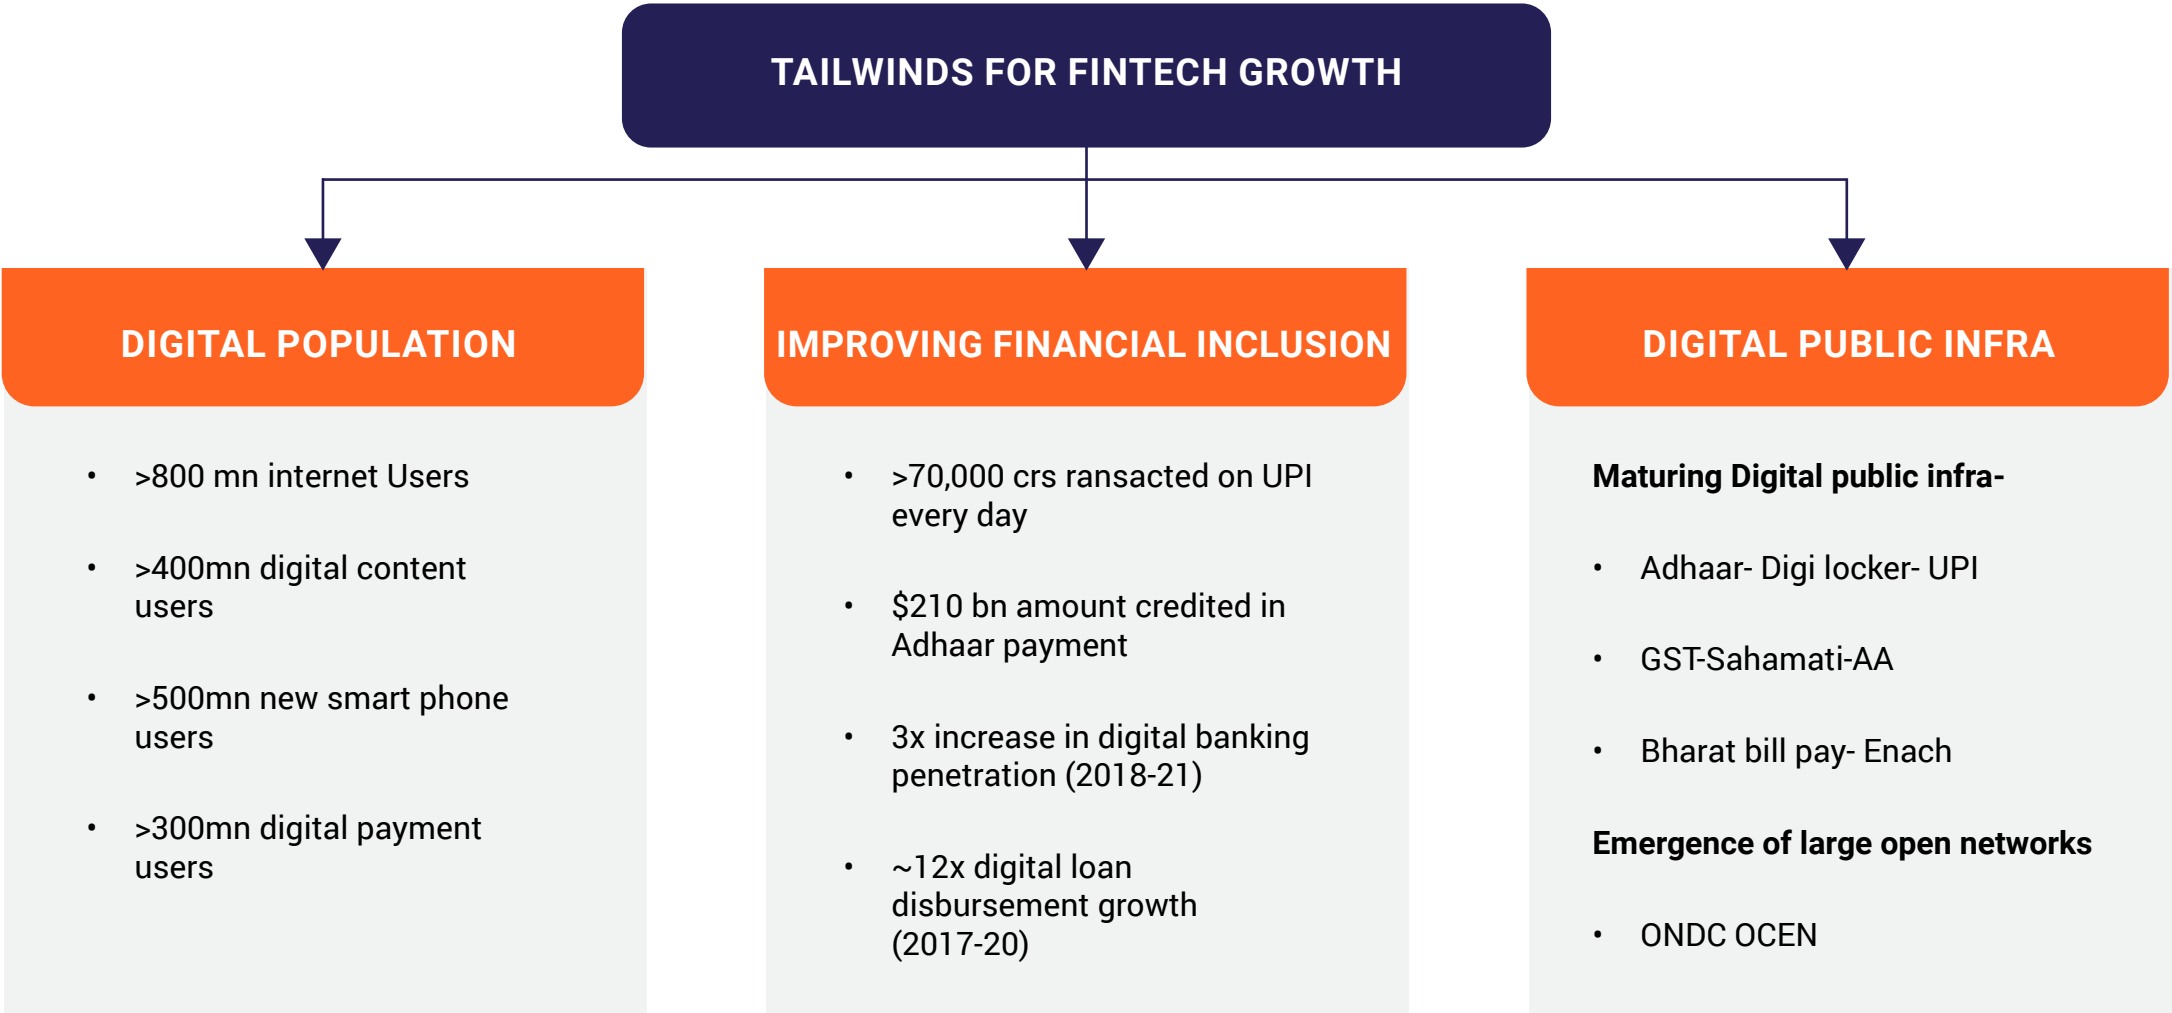 TAILWINDS FOR FINTECH GROWTH
DIGITAL POPULATION
• >800 mn internet Users
• >400mn digital content
users
• >500mn new smart phone
users
• >300mn digital payment
users
IMPROVING FINANCIAL INCLUSION
• >70,000 crs ransacted on UPI
every day
• $210 bn amount credited in
Adhaar payment
• 3x increase in digital banking
penetration (2018-21)
• ~12x digital loan
disbursement growth
(2017-20)
DIGITAL PUBLIC INFRA
Maturing Digital public infra-
• Adhaar- Digi locker- UPI
• GST-Sahamati-AA
• Bharat bill pay- Enach
Emergence of large open networks
• ONDC OCEN